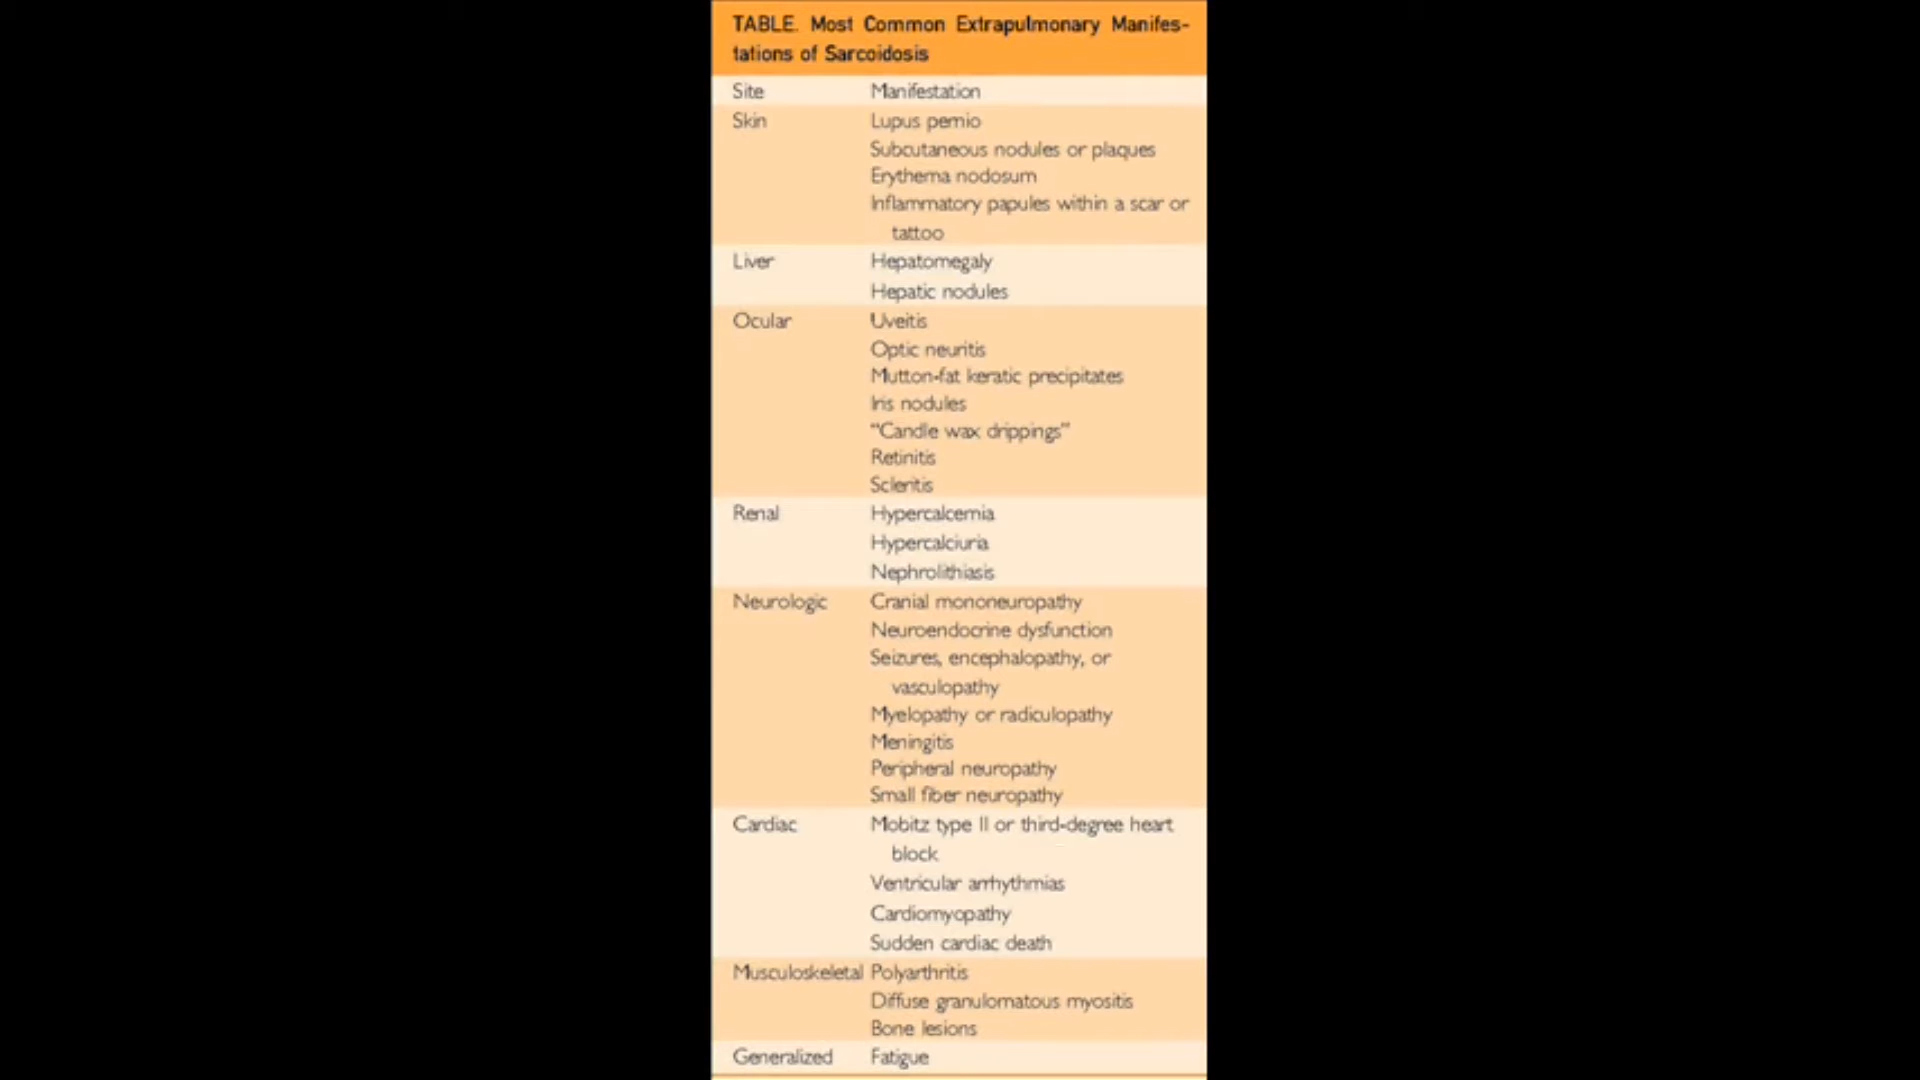 TABLE. Most Common Extrapulmonary Manifes-
tations of Sarcoidosis
Site Manifestation
Skin Lupus pernio
Subcutaneous nodules or plaques
Erythema nodosum
Inflammatory papules within a scar or
tattoo
Liver Hepatomegaly
Hepatic nodules
Ocular Uveitis
Optic neuritis
Mutton-fat keratic precipitates
Iris nodules
“Candle wax drippings”
Retinitis
Scleritis
Renal Hypercalcemia
Hypercalciuria
Nephrolithiasis
Neurologic Cranial mononeuropathy
Neuroendocrine dysfunction
Seizures, encephalopathy, or
vasculopathy
Myelopathy or radiculopathy
Meningitis
Peripheral neuropathy
Small fiber neuropathy
Cardiac Mobitz type II or third-degree heart
block
Ventricular arrhythmias
Cardiomyopathy
Sudden cardiac death
Musculoskeletal Polyarthritis
Diffuse granulomatous myositis
Bone lesions
Generalized Fatigue